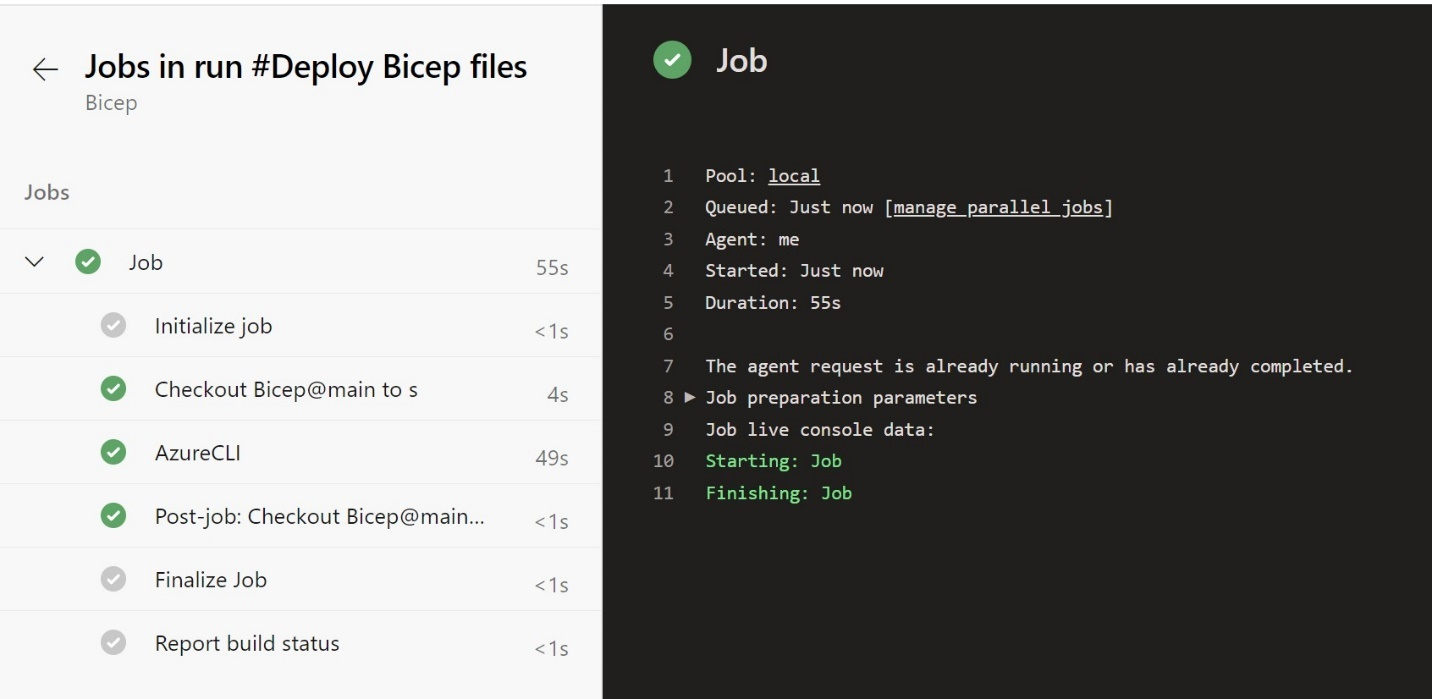 Jobs in run #Deploy Bicep files
Bicep
Jobs
Job 55s
Initialize job <1s
Checkout Bicep@main to s 4s
AzureCLI 49s
Post-job: Checkout Bicep@main... <1s
Finalize Job <1s
Report build status <1s
Job
1 Pool: local
2 Queued: Just now [manage parallel jobs]
3 Agent: me
4 Started: Just now
5 Duration: 55s
6
7 The agent request is already running or has already completed.
8 Job preparation parameters
9 Job live console data:
10 Starting: Job
11 Finishing: Job